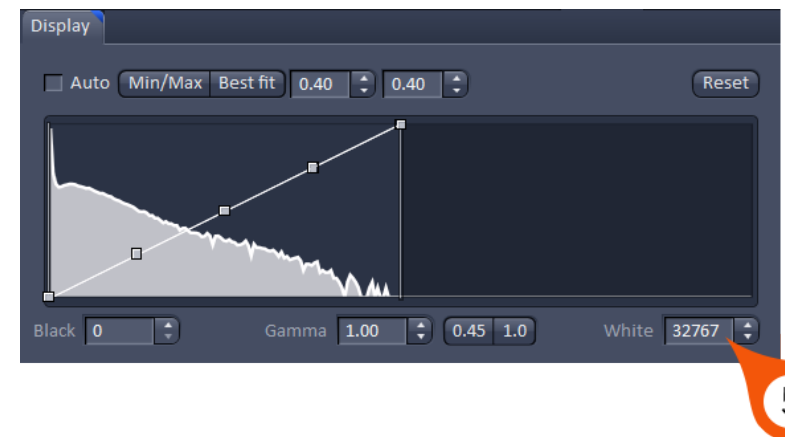 Display
Auto Min/Max Best fit 0.40 0.40 Reset
Black 0 Gamma 1.00 0.45 1.0 White 32767